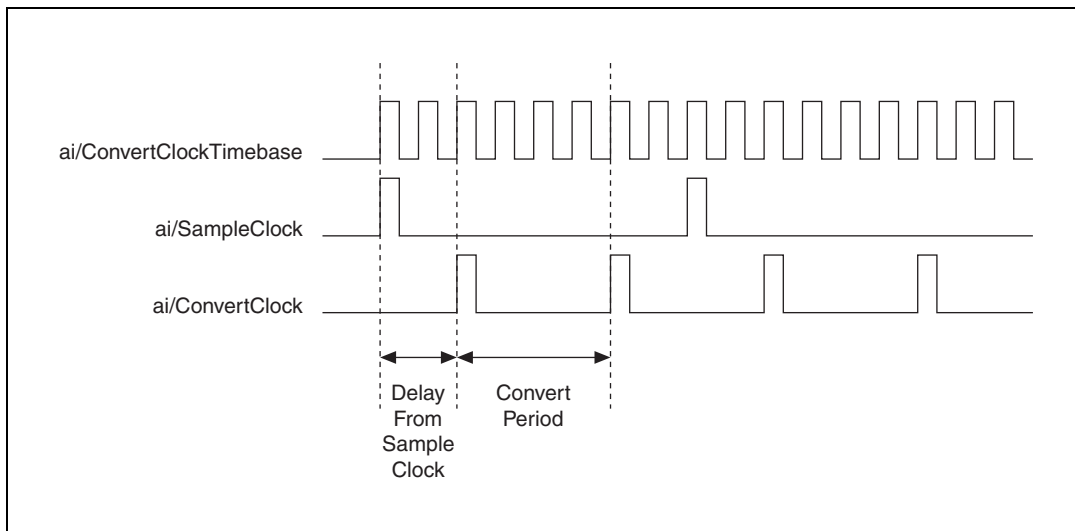 ai/ConvertClockTimebase
ai/SampleClock
ai/ConvertClock
Delay
From
Sample
Clock
Convert
Period